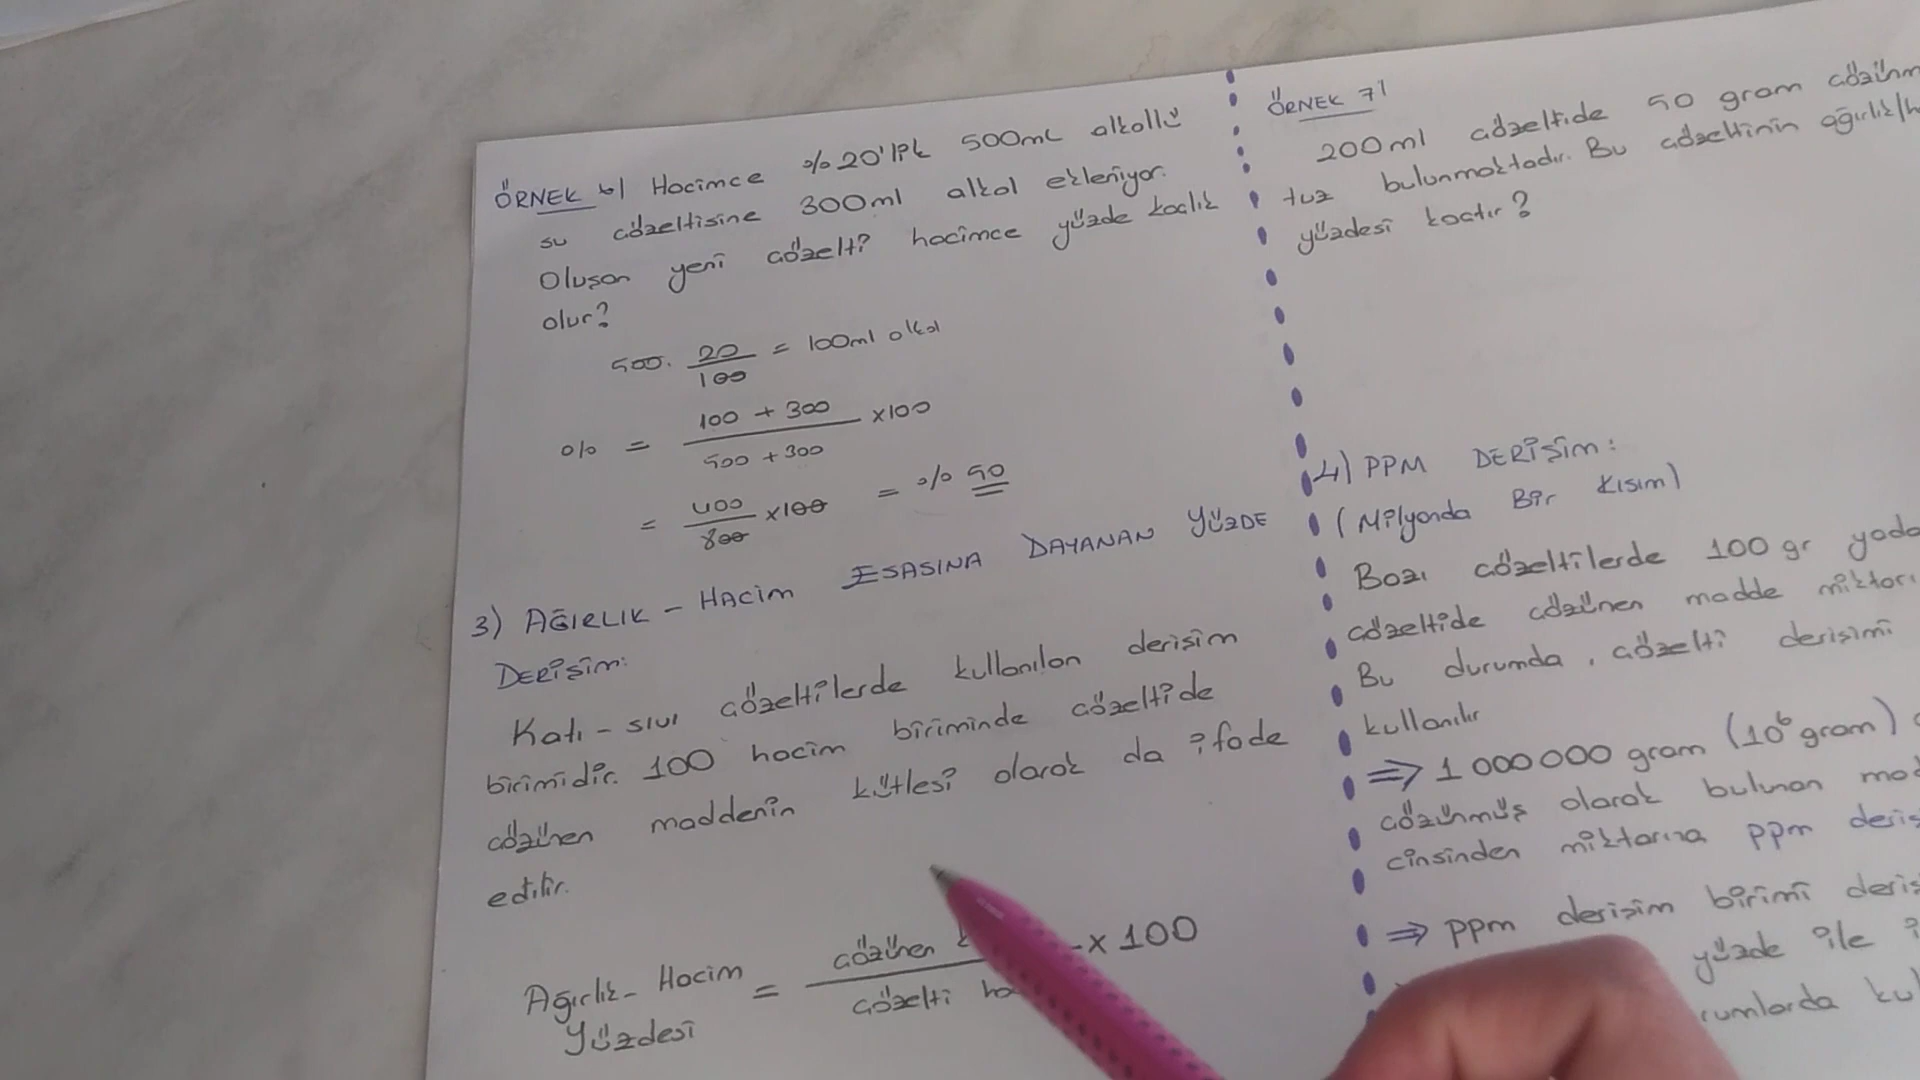 ÖRNEK 6) Hacimce %20'lik 500mL alkollü
su çözeltisine 300ml alkol ekleniyor.
Oluşan yeni çözelti hacimce yüzde kaçlık
olur?
500. 20/100 = 100ml alkol
% = 100 + 300 / 500 + 300 x100
= 400/800 x100 = % 50
3) AĞIRLIK - HACİM ESASINA DAYANAN YÜZDE
DERİŞİM:
Katı - sıvı çözeltilerde kullanılan derişim
birimidir. 100 hacim biriminde çözeltide
çözünen maddenin kütlesi olarak da ifade
edilir.
Ağırlık - Hacim Yüzdesi = çözünen / çözelti x 100
ÖRNEK 7)
200ml çözeltide 50 gram
tuz bulunmaktadır. Bu çözeltinin
yüzdesi kaçtır?
4) PPM DERİŞİM:
(Milyonda Bir Kısım)
Bazı çözeltilerde 100 gr
çözeltide çözünen madde
Bu durumda, çözelti derişimi
kullanılır
⇒ 1 000 000 gram (10⁶ gram)
çözünmüş olarak bulunan
cinsinden miktarına ppm
⇒ ppm derişim birimi
yüzde ile